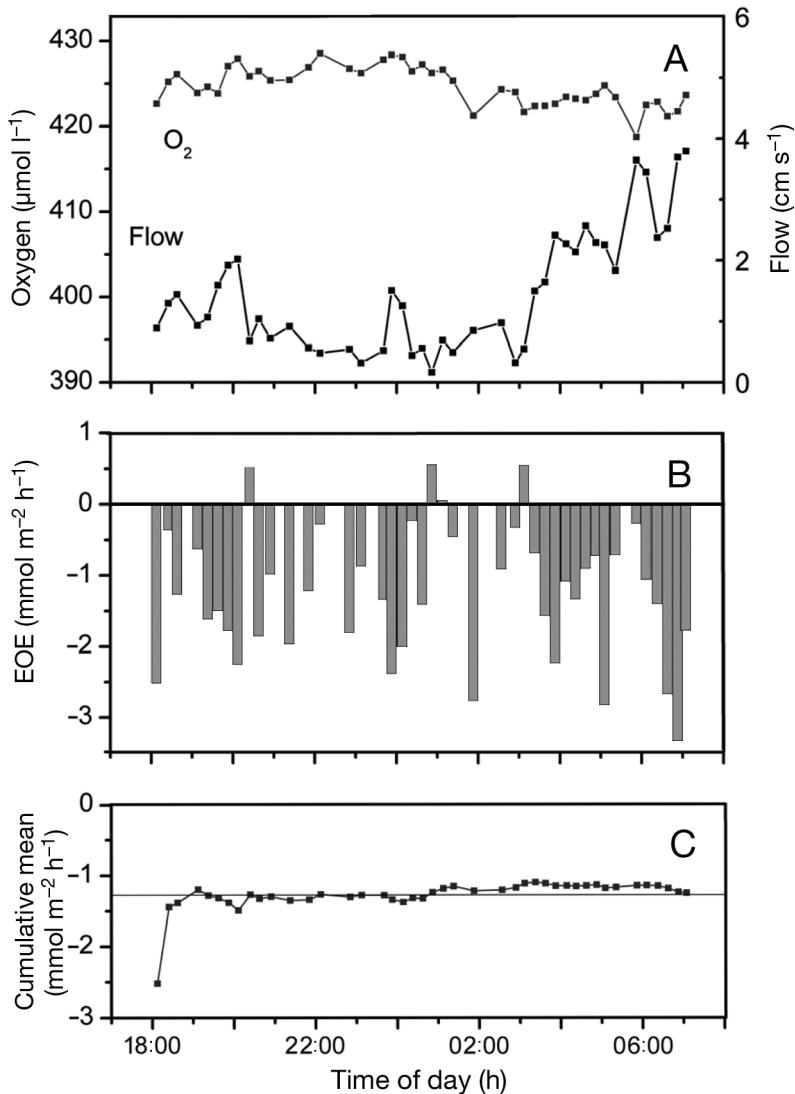 A
Oxygen (µmol l⁻¹)
430
420
410
400
390
O₂
Flow
6
4
2
0
Flow (cm s⁻¹)
B
EOE (mmol m⁻² h⁻¹)
1
0
−1
−2
−3
C
Cumulative mean
(mmol m⁻² h⁻¹)
0
−1
−2
−3
18:00 22:00 02:00 06:00
Time of day (h)